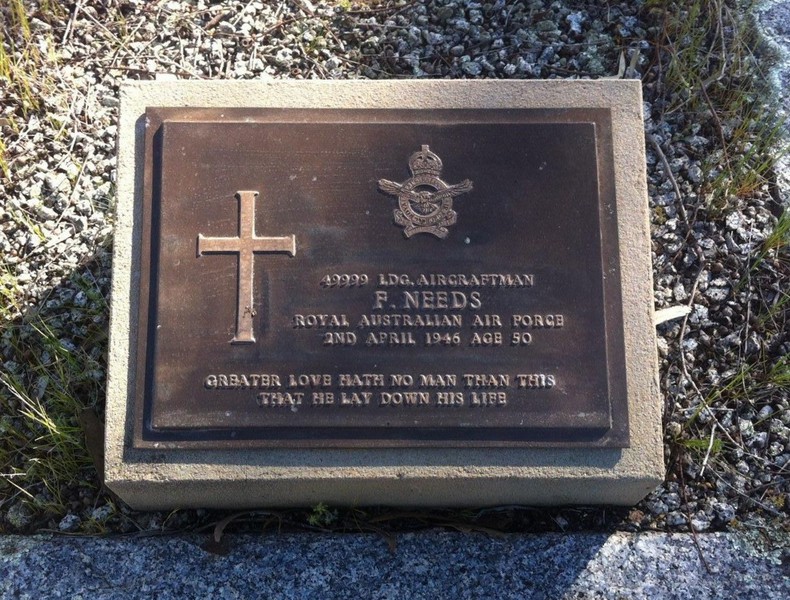 49999 LDG. AIRCRAFTMAN
F. NEEDS
ROYAL AUSTRALIAN AIR FORCE
2ND APRIL 1946 AGE 50
GREATER LOVE HATH NO MAN THAN THIS
THAT HE LAY DOWN HIS LIFE